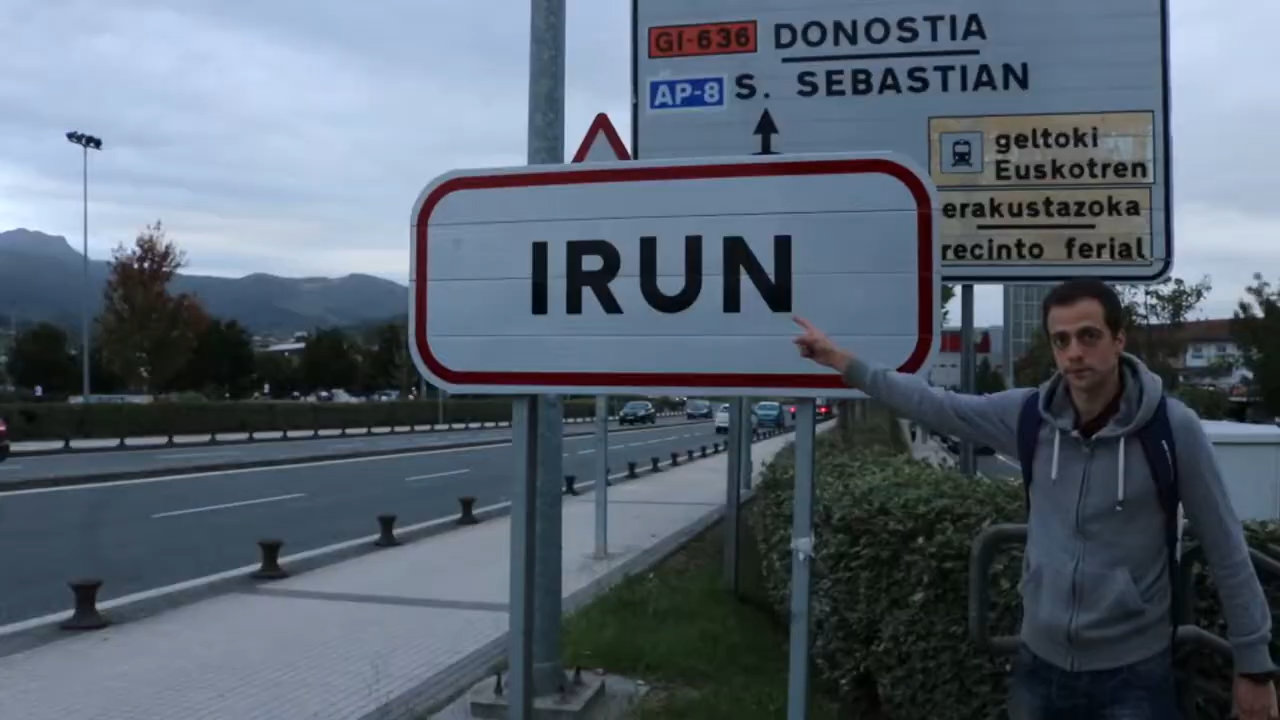 GI-636 DONOSTIA
AP-8 S. SEBASTIAN
geltoki
Euskotren
erakustazoka
recinto ferial
IRUN